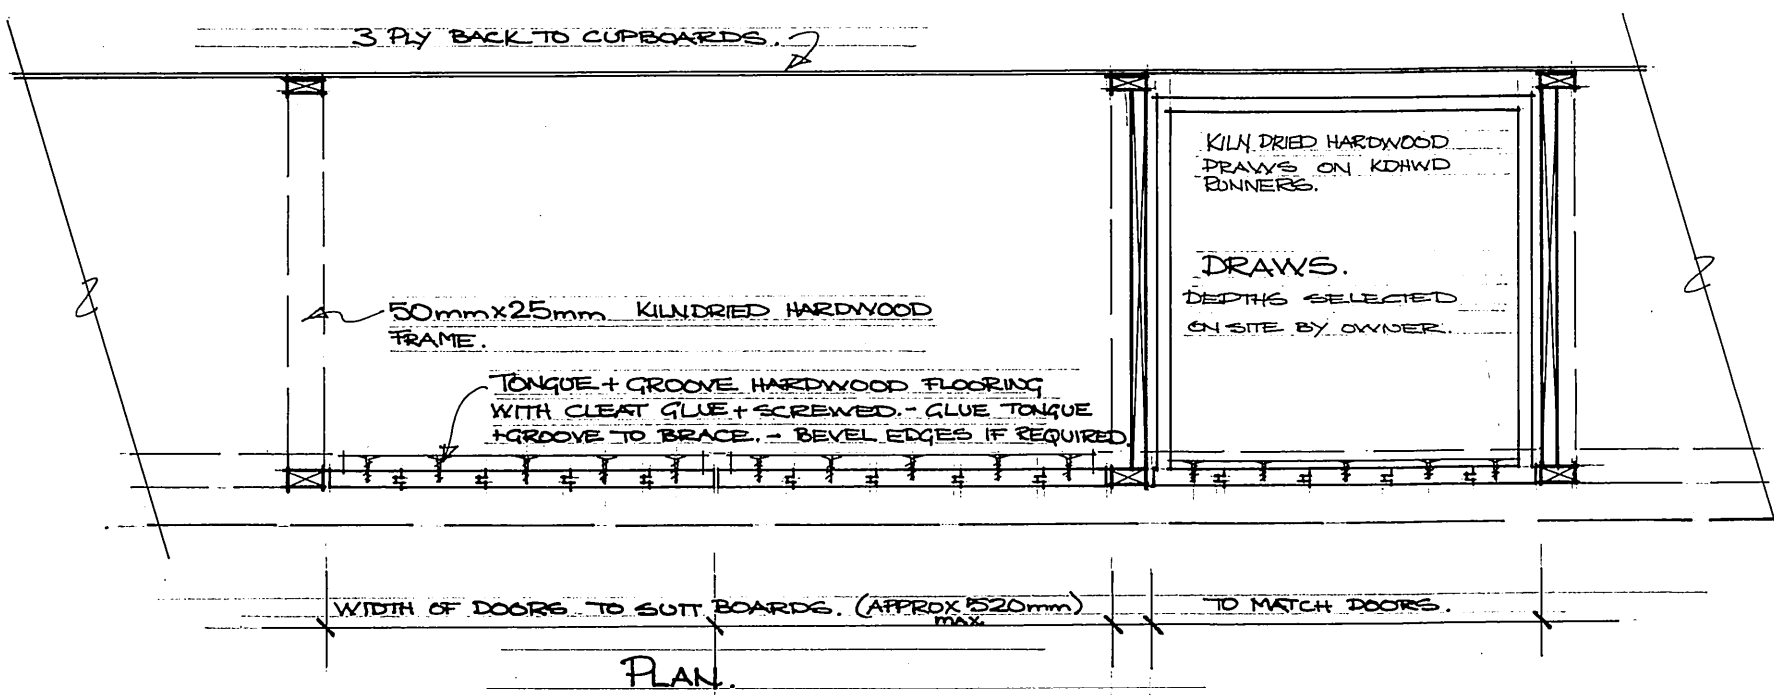 3 PLY BACK TO CUPBOARDS.
KILN DRIED HARDWOOD
DRAWS ON KDHWD
RUNNERS.
DRAWS.
DEPTHS SELECTED
ON SITE BY OWNER.
50mm x 25mm KILNDRIED HARDWOOD
FRAME.
TONGUE + GROOVE HARDWOOD FLOORING
WITH CLEAT GLUE + SCREWED. - GLUE TONGUE
+ GROOVE TO BRACE. - BEVEL EDGES IF REQUIRED.
WIDTH OF DOORS TO SUTT BOARDS. (APPROX 520mm)
max.
TO MATCH DOORS.
PLAN.